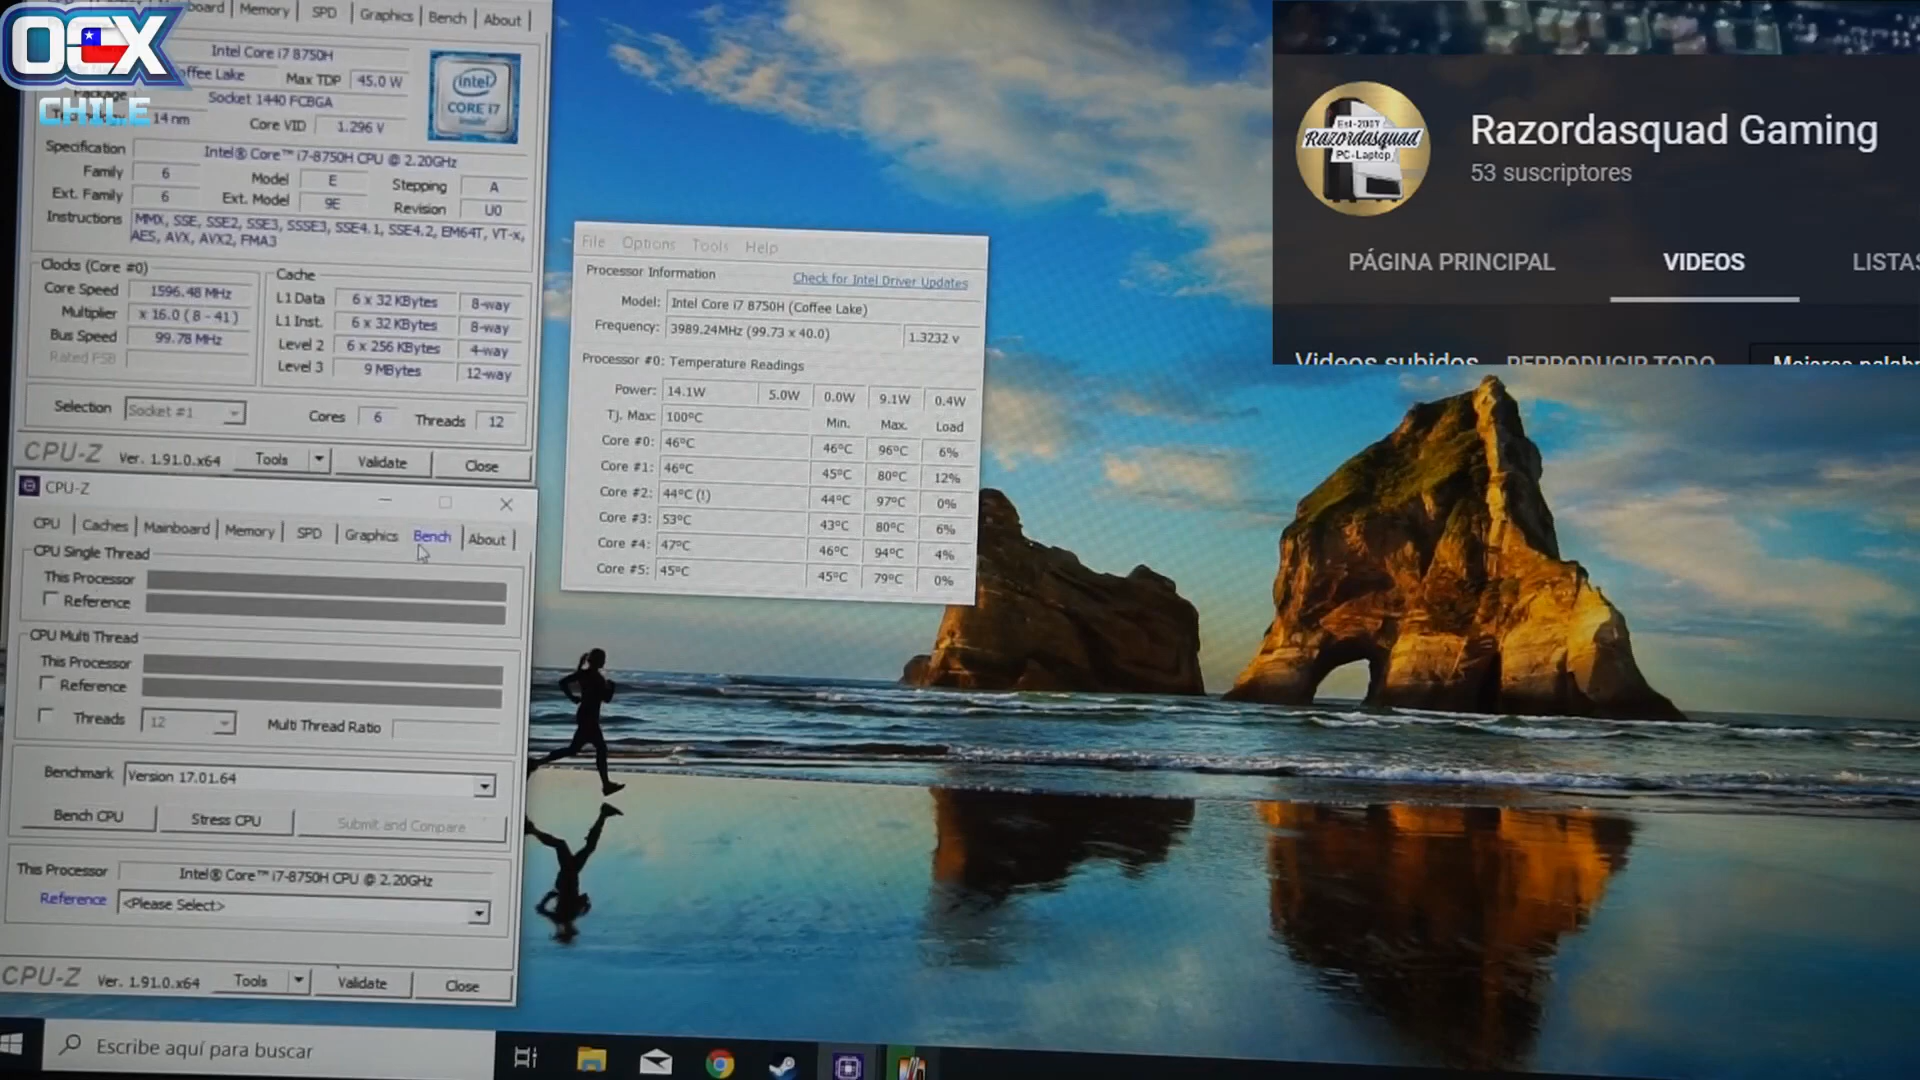 OCX
CHILE
Memory SPD Graphics Bench About
Intel Core i7 8750H
Max TDP 45.0 W
Package Socket 1440 FCBGA
14 nm Core VID 1.296 V
intel
CORE i7
inside
Specification Intel® Core™ i7-8750H CPU @ 2.20GHz
Family 6 Model E Stepping A
Ext. Family 6 Ext. Model 9E Revision U0
Instructions MMX, SSE, SSE2, SSE3, SSSE3, SSE4.1, SSE4.2, EM64T, VT-x,
AES, AVX, AVX2, FMA3
Clocks (Core #0)
Core Speed 1596.48 MHz
Multiplier x 16.0 ( 8 - 41 )
Bus Speed 99.78 MHz
Rated FSB
Cache
L1 Data 6 x 32 KBytes 8-way
L1 Inst. 6 x 32 KBytes 8-way
Level 2 6 x 256 KBytes 4-way
Level 3 9 MBytes 12-way
Selection Socket #1 Cores 6 Threads 12
CPU-Z Ver. 1.91.0.x64 Tools Validate Close
CPU-Z
CPU Caches Mainboard Memory SPD Graphics Bench About
CPU Single Thread
This Processor
Reference
CPU Multi Thread
This Processor
Reference
Threads 12 Multi Thread Ratio
Benchmark Version 17.01.64
Bench CPU Stress CPU Submit and Compare
This Processor Intel® Core™ i7-8750H CPU @ 2.20GHz
Reference <Please Select>
CPU-Z Ver. 1.91.0.x64 Tools Validate Close
File Options Tools Help
Processor Information Check for Intel Driver Updates
Model: Intel Core i7 8750H (Coffee Lake)
Frequency: 3989.24MHz (99.73 x 40.0) 1.3232 v
Processor #0: Temperature Readings
Power: 14.1W 5.0W 0.0W 9.1W 0.4W
Tj. Max: 100°C Min. Max. Load
Core #0: 46°C 46°C 96°C 6%
Core #1: 46°C 45°C 80°C 12%
Core #2: 44°C (!) 44°C 97°C 0%
Core #3: 53°C 43°C 80°C 6%
Core #4: 47°C 46°C 94°C 4%
Core #5: 45°C 45°C 79°C 0%
Est-2007
Razordasquad
PC-Laptop
Razordasquad Gaming
53 suscriptores
PÁGINA PRINCIPAL VIDEOS LISTAS
Videos subidos REPRODUCIR TODO
Escribe aquí para buscar